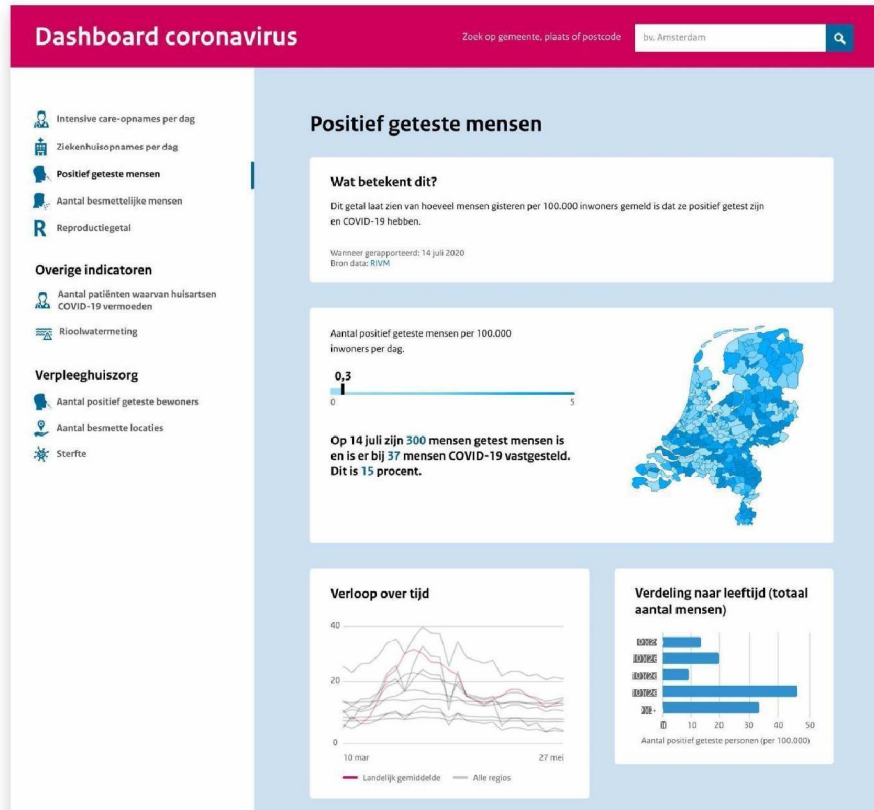 Dashboard coronavirus
Zoek op gemeente, plaats of postcode
bv. Amsterdam
Intensive care-opnames per dag
Ziekenhuisopnames per dag
Positief geteste mensen
Aantal besmettelijke mensen
R Reproductiegetal
Overige indicatoren
Aantal patiënten waarvan huisartsen
COVID-19 vermoeden
Rioolwatermeting
Verpleeghuiszorg
Aantal positief geteste bewoners
Aantal besmette locaties
Sterfte
Positief geteste mensen
Wat betekent dit?
Dit getal laat zien van hoeveel mensen gisteren per 100.000 inwoners gemeld is dat ze positief getest zijn
en COVID-19 hebben.
Wanneer gerapporteerd: 14 juli 2020
Bron data: RIVM
Aantal positief geteste mensen per 100.000
inwoners per dag.
0,3
0 5
Op 14 juli zijn 300 mensen getest mensen is
en is er bij 37 mensen COVID-19 vastgesteld.
Dit is 15 procent.
Verloop over tijd
40
20
0
10 mar 27 mei
Landelijk gemiddelde Alle regios
Verdeling naar leeftijd (totaal
aantal mensen)
10 20 30 40 50
Aantal positief geteste personen (per 100.000)